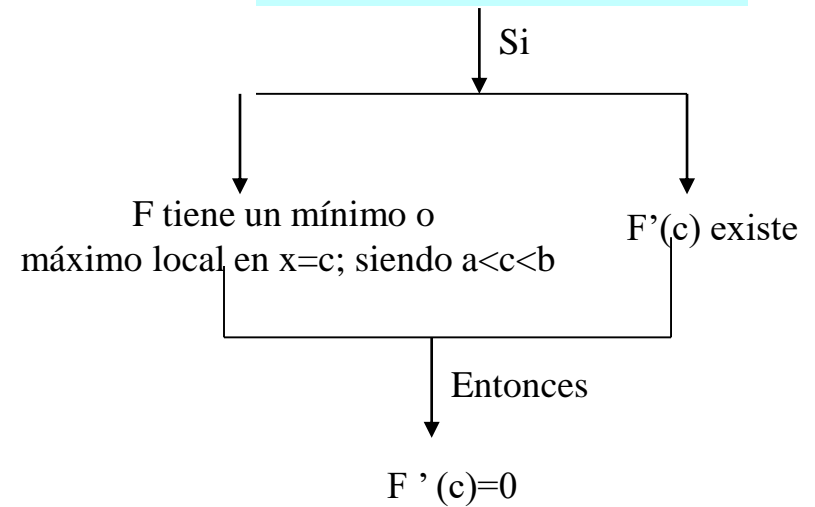 Si
F tiene un mínimo o
máximo local en x=c; siendo a<c<b
F’(c) existe
Entonces
F ’ (c)=0